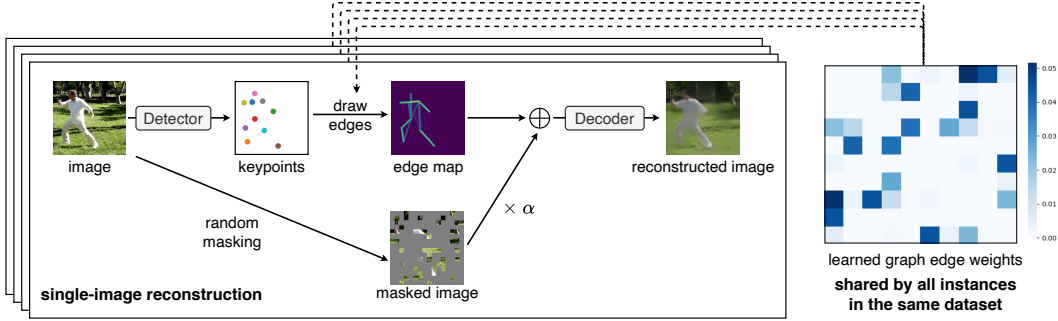 image
Detector
keypoints
draw
edges
edge map
Decoder
reconstructed image
random
masking
× α
masked image
single-image reconstruction
0.05
0.04
0.03
0.02
0.01
0.00
learned graph edge weights
shared by all instances
in the same dataset